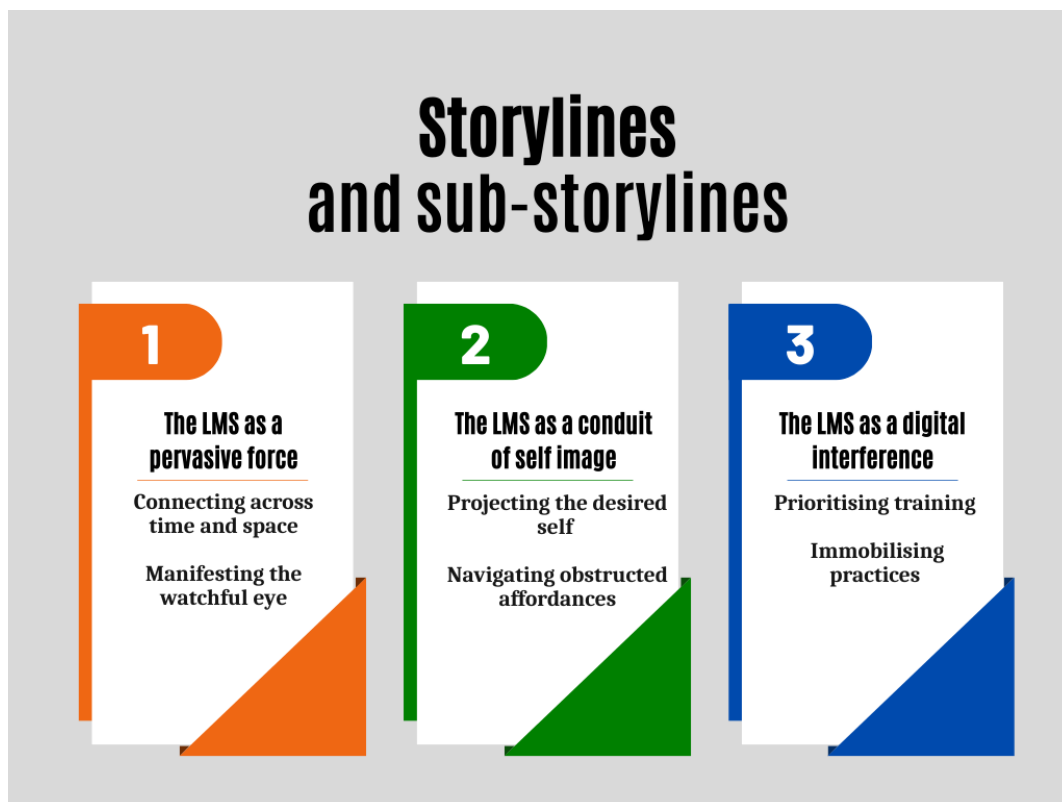 Storylines
and sub-storylines
1
The LMS as a
pervasive force
Connecting across
time and space
Manifesting the
watchful eye
2
The LMS as a conduit
of self image
Projecting the desired
self
Navigating obstructed
affordances
3
The LMS as a digital
interference
Prioritising training
Immobilising
practices